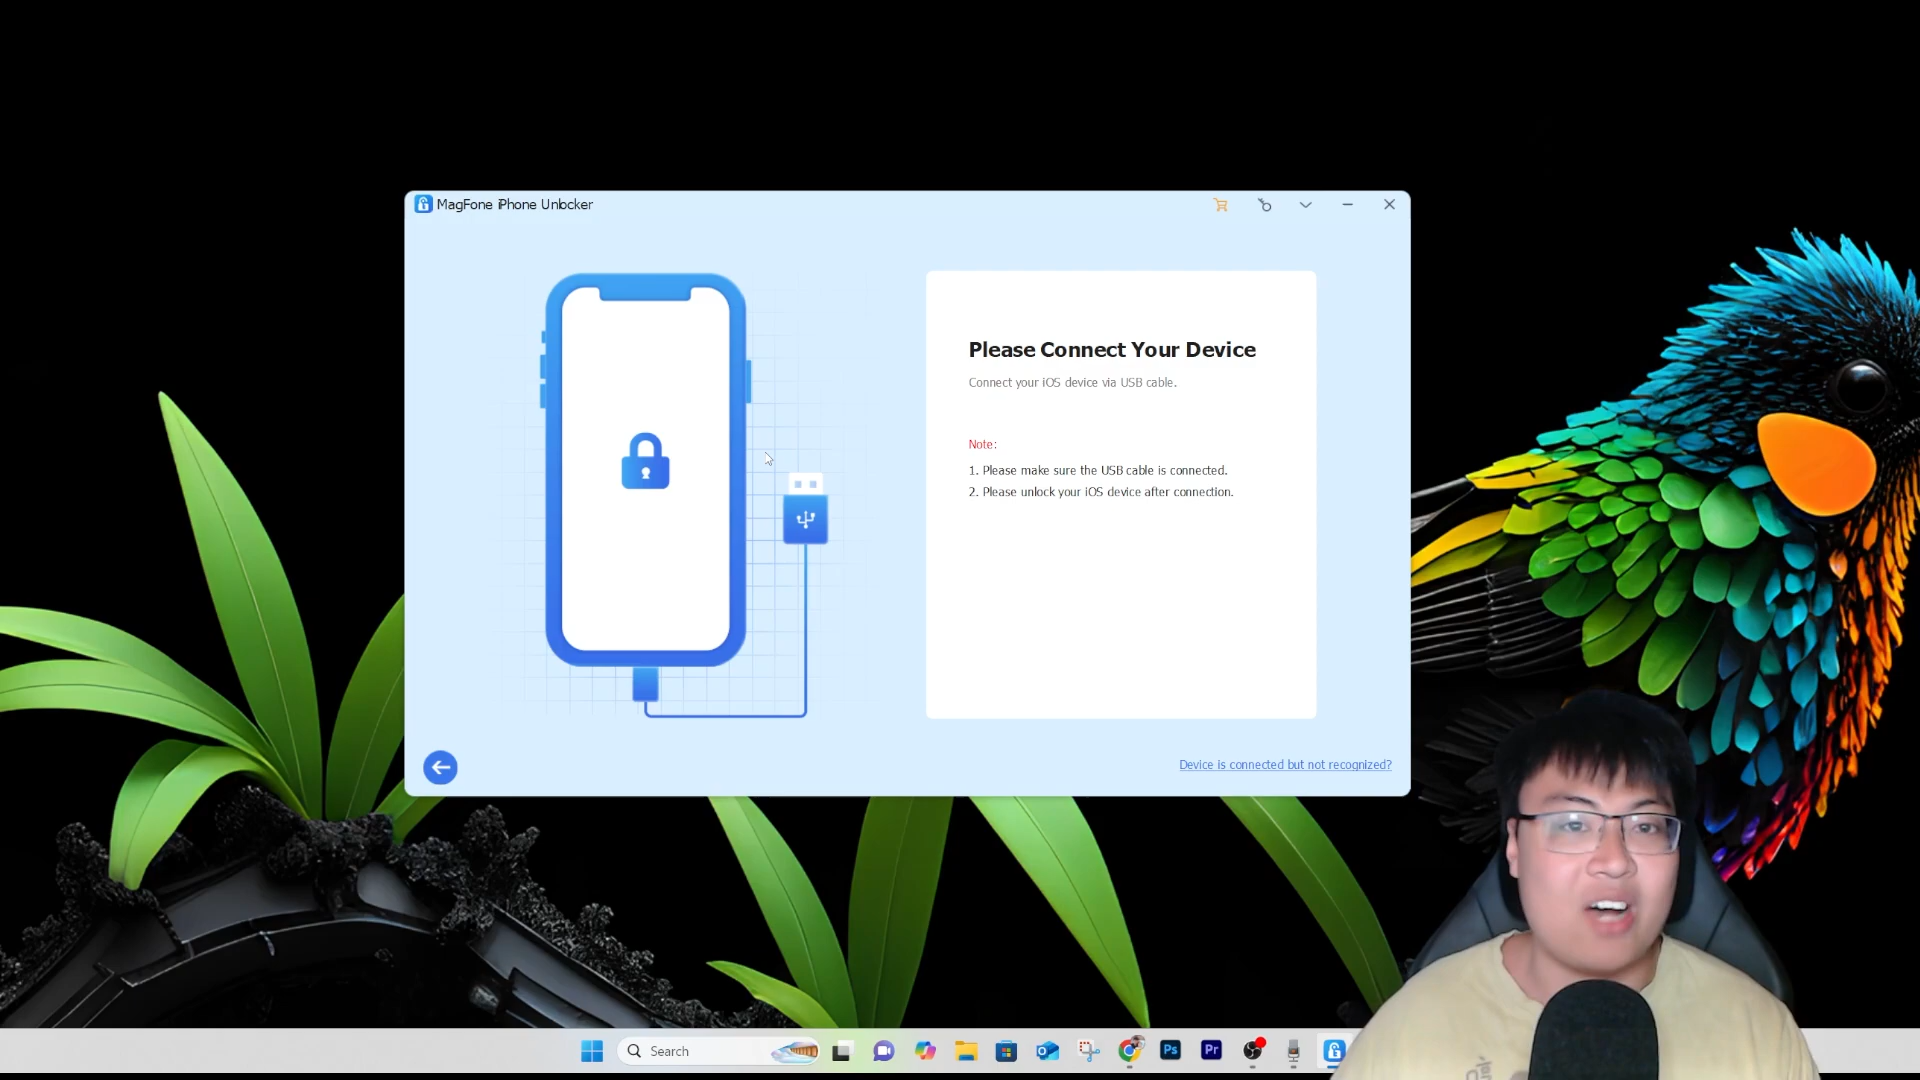 MagFone iPhone Unlocker
Please Connect Your Device
Connect your iOS device via USB cable.
Note:
1. Please make sure the USB cable is connected.
2. Please unlock your iOS device after connection.
Device is connected but not recognized?
Search
Ps
Pr